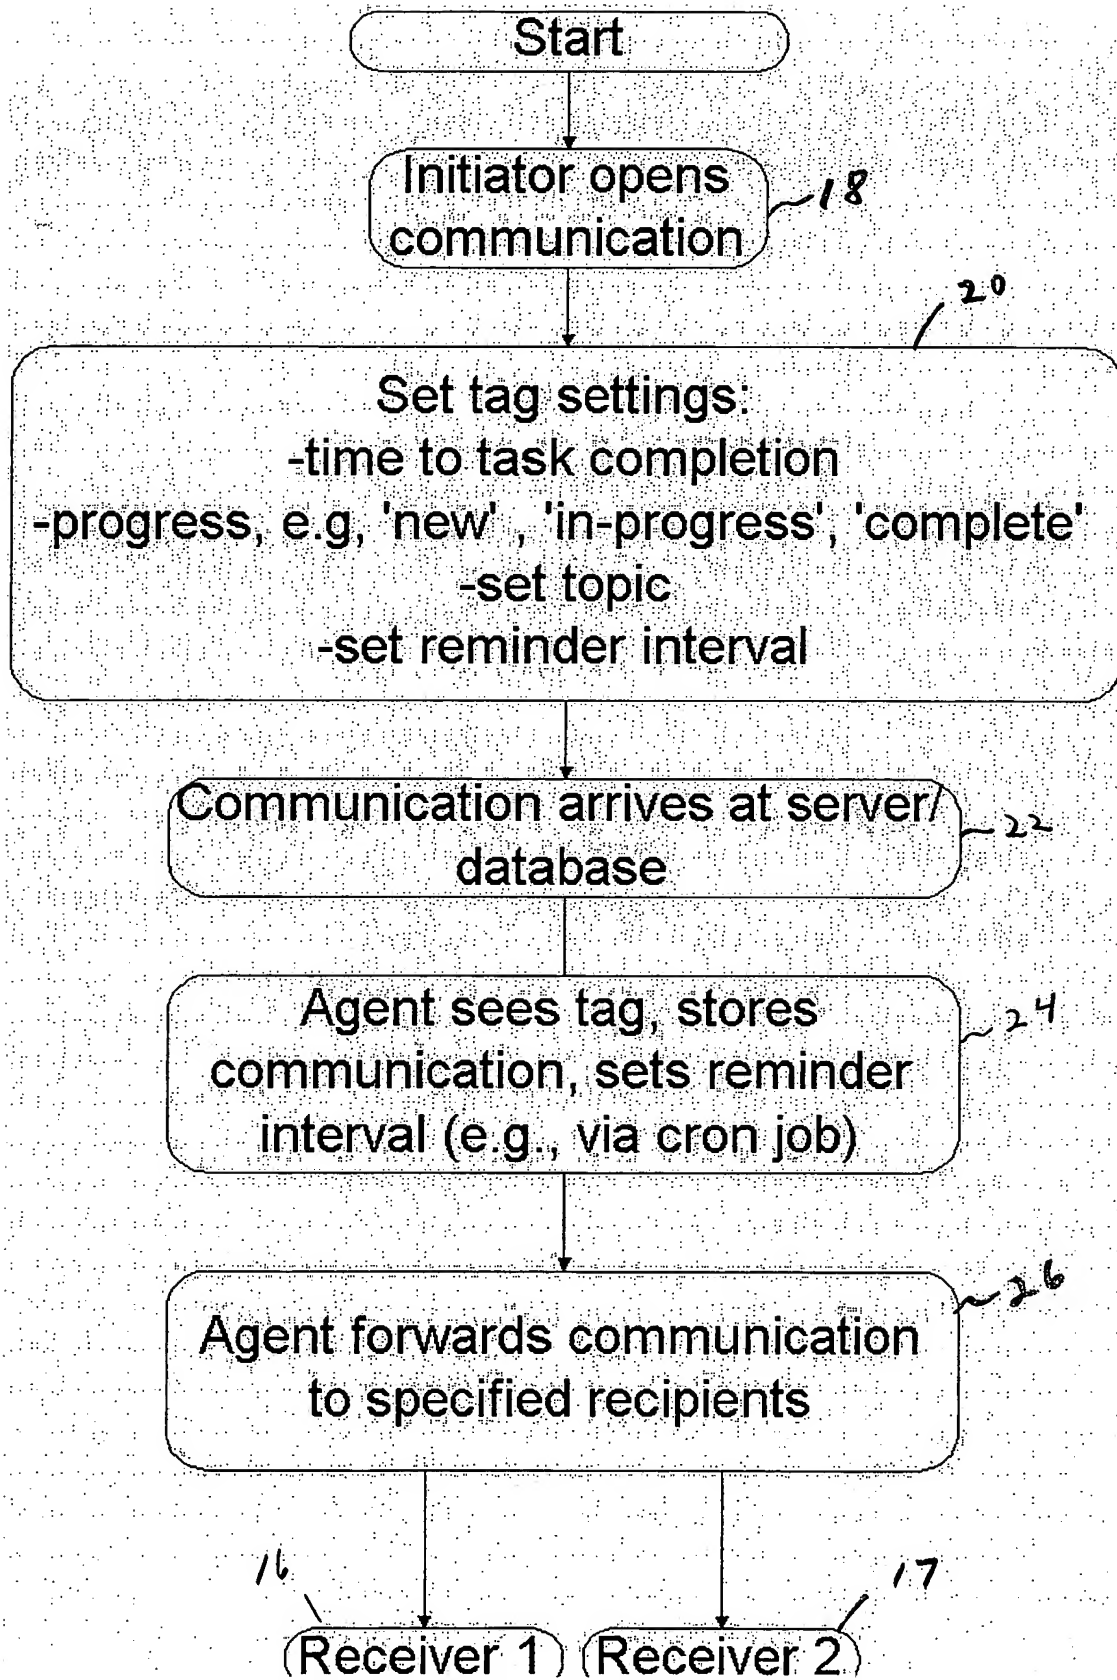 Start
Initiator opens
communication
18
20
Set tag settings:
-time to task completion
-progress, e.g, 'new' , 'in-progress', 'complete'
-set topic
-set reminder interval
Communication arrives at server/
database
22
Agent sees tag, stores
communication, sets reminder
interval (e.g., via cron job)
24
Agent forwards communication
to specified recipients
26
16
17
Receiver 1
Receiver 2